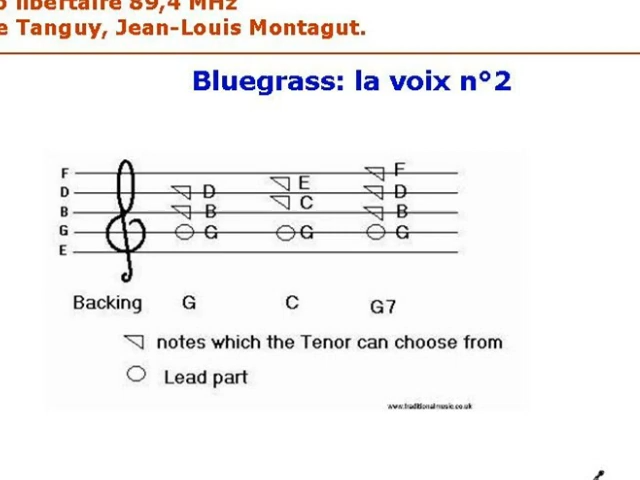 libertaire 89,4 MHz
e Tanguy, Jean-Louis Montagut.
Bluegrass: la voix n°2
F F
D D E D
B B C B
G G G G
E
Backing G C G7
notes which the Tenor can choose from
Lead part
www.traditionalmusic.co.uk